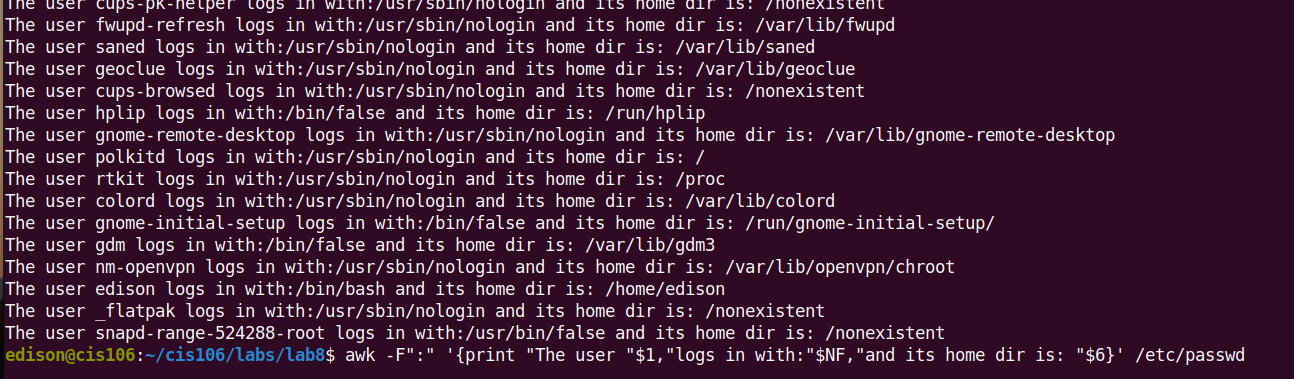 The user cups-pk-helper logs in with:/usr/sbin/nologin and its home dir is: /nonexistent
The user fwupd-refresh logs in with:/usr/sbin/nologin and its home dir is: /var/lib/fwupd
The user saned logs in with:/usr/sbin/nologin and its home dir is: /var/lib/saned
The user geoclue logs in with:/usr/sbin/nologin and its home dir is: /var/lib/geoclue
The user cups-browsed logs in with:/usr/sbin/nologin and its home dir is: /nonexistent
The user hplip logs in with:/bin/false and its home dir is: /run/hplip
The user gnome-remote-desktop logs in with:/usr/sbin/nologin and its home dir is: /var/lib/gnome-remote-desktop
The user polkitd logs in with:/usr/sbin/nologin and its home dir is: /
The user rtkit logs in with:/usr/sbin/nologin and its home dir is: /proc
The user colord logs in with:/usr/sbin/nologin and its home dir is: /var/lib/colord
The user gnome-initial-setup logs in with:/bin/false and its home dir is: /run/gnome-initial-setup/
The user gdm logs in with:/bin/false and its home dir is: /var/lib/gdm3
The user nm-openvpn logs in with:/usr/sbin/nologin and its home dir is: /var/lib/openvpn/chroot
The user edison logs in with:/bin/bash and its home dir is: /home/edison
The user _flatpak logs in with:/usr/sbin/nologin and its home dir is: /nonexistent
The user snapd-range-524288-root logs in with:/usr/bin/false and its home dir is: /nonexistent
edison@cis106:~/cis106/labs/lab8$ awk -F":" '{print "The user "$1,"logs in with:"$NF,"and its home dir is: "$6}' /etc/passwd